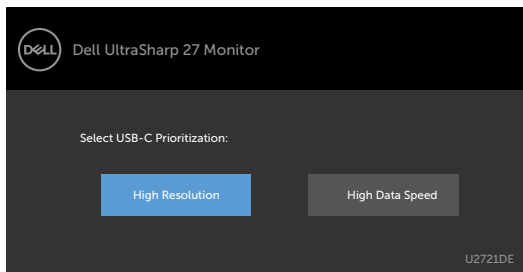 DELL Dell UltraSharp 27 Monitor
Select USB-C Prioritization:
High Resolution High Data Speed
U2721DE